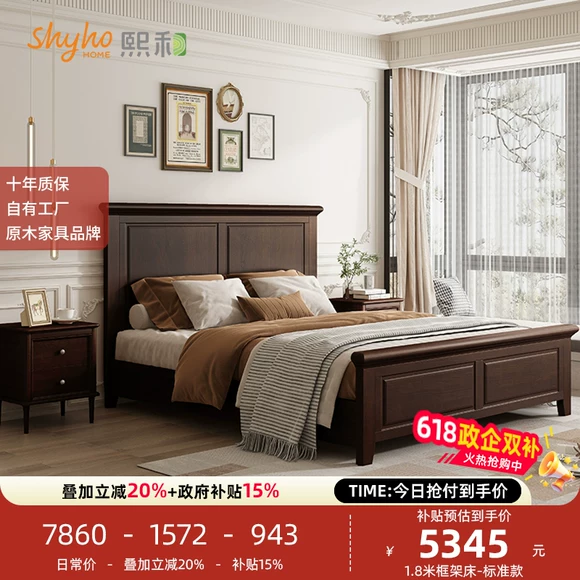 Shyho
HOME
熙和
十年质保
自有工厂
原木家具品牌
618政企双补
火热抢购中
叠加立减20%+政府补贴15%
TIME:今日抢付到手价
7860 - 1572 - 943
日常价 - 叠加立减20% - 补贴15%
补贴预估到手价
¥ 5345 元
1.8米框架床-标准款